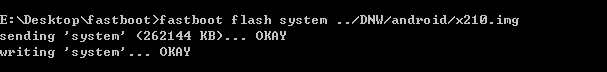 E:\Desktop\fastboot>fastboot flash system ../DNW/android/x210.img
sending 'system' (262144 KB)... OKAY
writing 'system'... OKAY